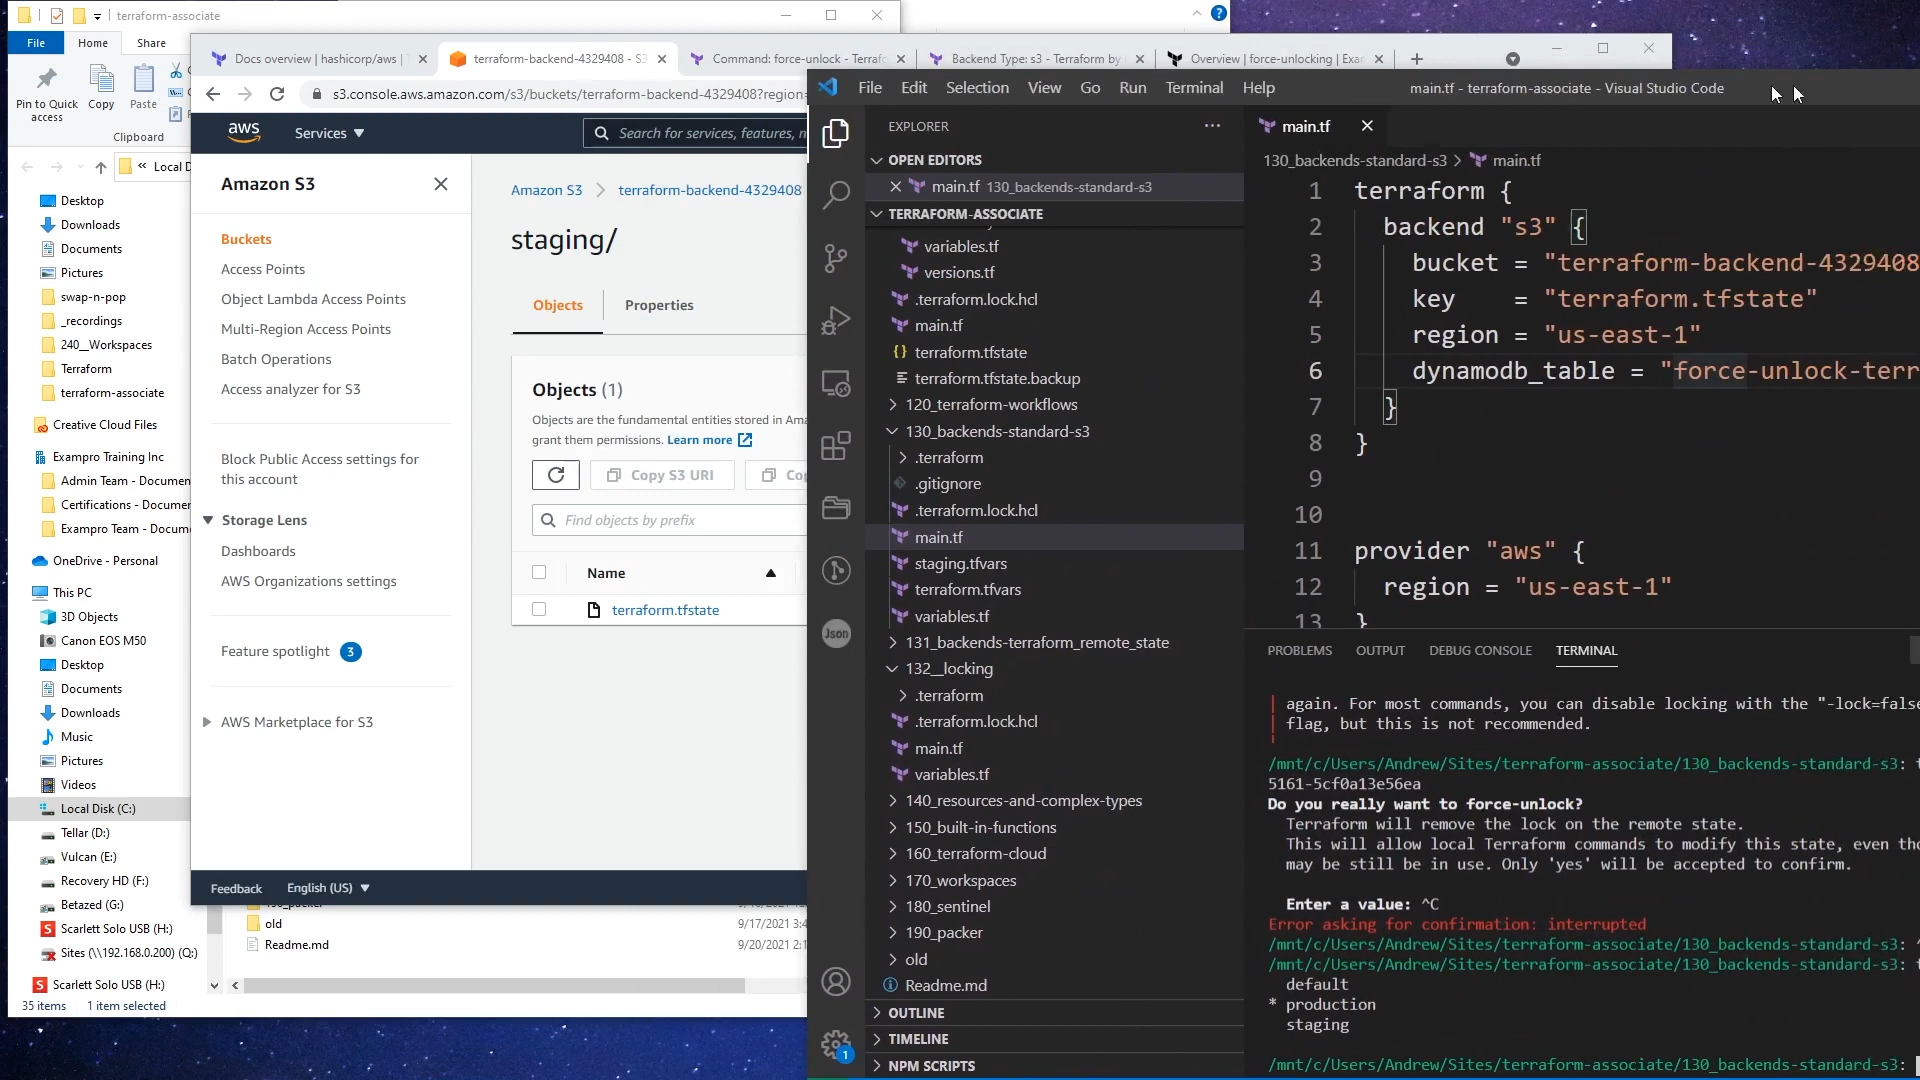 terraform-associate
File
Home
Share
Pin to Quick access
Copy
Paste
Clipboard
« Local D
Desktop
Downloads
Documents
Pictures
swap-n-pop
_recordings
240__Workspaces
Terraform
terraform-associate
Creative Cloud Files
Exampro Training Inc
Admin Team - Documen
Certifications - Documen
Exampro Team - Docume
OneDrive - Personal
This PC
3D Objects
Canon EOS M50
Desktop
Documents
Downloads
Music
Pictures
Videos
Local Disk (C:)
Tellar (D:)
Vulcan (E:)
Recovery HD (F:)
Betazed (G:)
Scarlett Solo USB (H:)
Sites (\\192.168.0.200) (Q:)
Scarlett Solo USB (H:)
35 items
1 item selected
old
9/17/2021 3:4
Readme.md
9/20/2021 2:1
Docs overview | hashicorp/aws | T
terraform-backend-4329408 - S3
Command: force-unlock - Terrafo
Backend Type: s3 - Terraform by
Overview | force-unlocking | Exar
s3.console.aws.amazon.com/s3/buckets/terraform-backend-4329408?region=
aws
Services
Search for services, features, m
Amazon S3
Buckets
Access Points
Object Lambda Access Points
Multi-Region Access Points
Batch Operations
Access analyzer for S3
Block Public Access settings for
this account
Storage Lens
Dashboards
AWS Organizations settings
Feature spotlight 3
AWS Marketplace for S3
Feedback
English (US)
Amazon S3
terraform-backend-4329408
staging/
Objects
Properties
Objects (1)
Objects are the fundamental entities stored in Ama
grant them permissions. Learn more
Copy S3 URI
Find objects by prefix
Name
terraform.tfstate
File Edit Selection View Go Run Terminal Help
main.tf - terraform-associate - Visual Studio Code
EXPLORER
OPEN EDITORS
main.tf 130_backends-standard-s3
TERRAFORM-ASSOCIATE
variables.tf
versions.tf
.terraform.lock.hcl
main.tf
{} terraform.tfstate
terraform.tfstate.backup
120_terraform-workflows
130_backends-standard-s3
.terraform
.gitignore
.terraform.lock.hcl
main.tf
staging.tfvars
terraform.tfvars
variables.tf
131_backends-terraform_remote_state
132__locking
.terraform
.terraform.lock.hcl
main.tf
variables.tf
140_resources-and-complex-types
150_built-in-functions
160_terraform-cloud
170_workspaces
180_sentinel
190_packer
old
Readme.md
OUTLINE
TIMELINE
NPM SCRIPTS
Json
1
main.tf
130_backends-standard-s3 > main.tf
1 terraform {
2 backend "s3" {
3 bucket = "terraform-backend-4329408
4 key    = "terraform.tfstate"
5 region = "us-east-1"
6 dynamodb_table = "force-unlock-terr
7 }
8 }
9
10
11 provider "aws" {
12 region = "us-east-1"
13 }
PROBLEMS OUTPUT DEBUG CONSOLE TERMINAL
again. For most commands, you can disable locking with the "-lock=false
flag, but this is not recommended.
/mnt/c/Users/Andrew/Sites/terraform-associate/130_backends-standard-s3: t
5161-5cf0a13e56ea
Do you really want to force-unlock?
Terraform will remove the lock on the remote state.
This will allow local Terraform commands to modify this state, even tho
may be still be in use. Only 'yes' will be accepted to confirm.
Enter a value: ^C
Error asking for confirmation: interrupted
/mnt/c/Users/Andrew/Sites/terraform-associate/130_backends-standard-s3: ^
/mnt/c/Users/Andrew/Sites/terraform-associate/130_backends-standard-s3: t
default
* production
staging
/mnt/c/Users/Andrew/Sites/terraform-associate/130_backends-standard-s3: